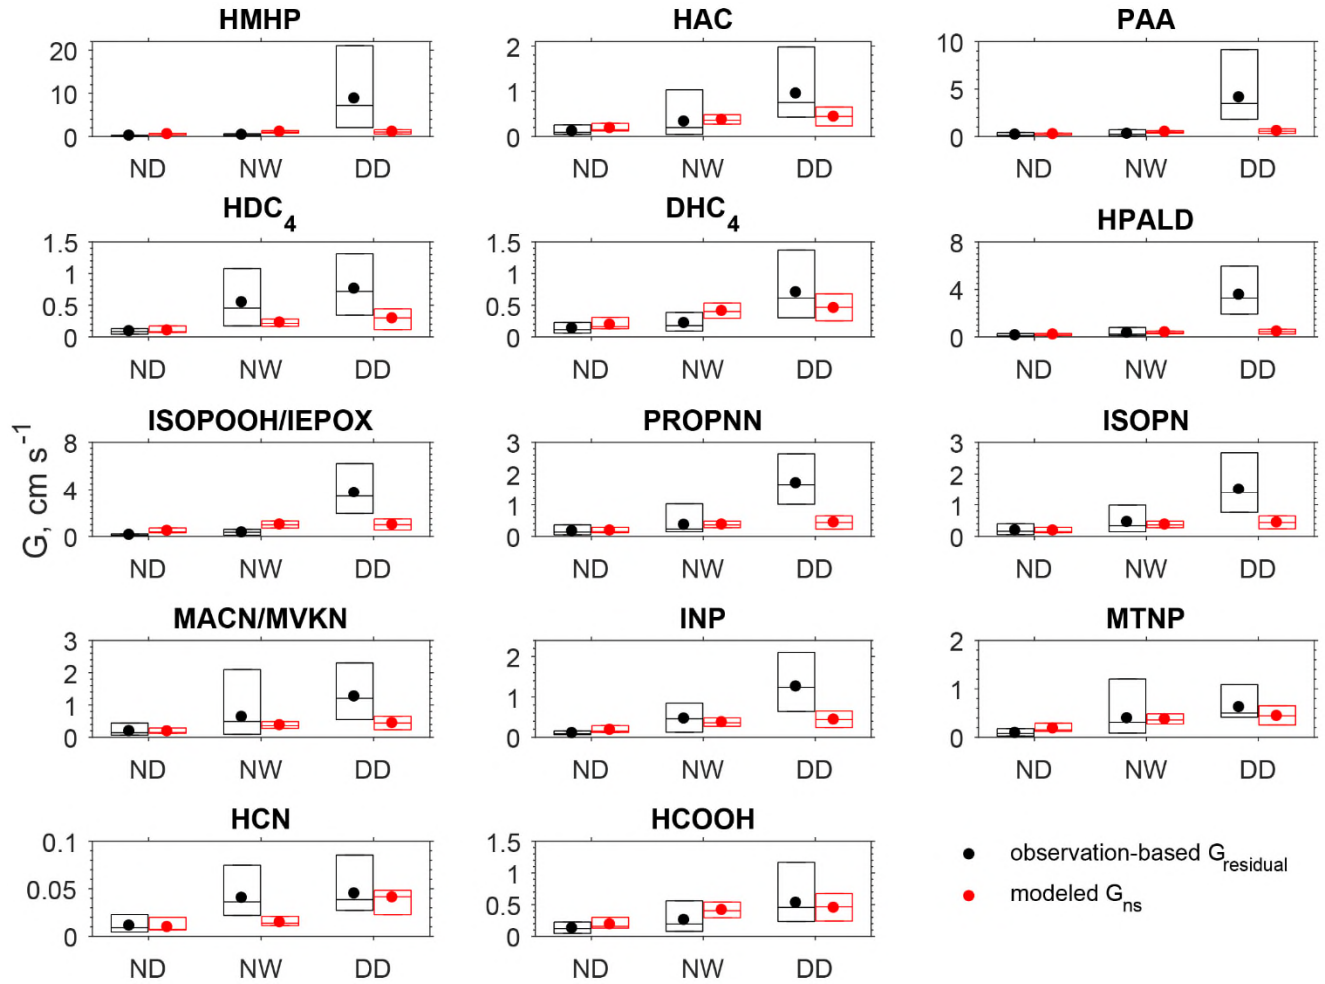 HMHP
HAC
PAA
20
10
0
2
1
0
10
5
0
ND NW DD
ND NW DD
ND NW DD
HDC4
DHC4
HPALD
1.5
1
0.5
0
1.5
1
0.5
0
8
4
0
ND NW DD
ND NW DD
ND NW DD
ISOPOOH/IEPOX
PROPNN
ISOPN
8
4
0
3
2
1
0
3
2
1
0
ND NW DD
ND NW DD
ND NW DD
G, cm s-1
MACN/MVKN
INP
MTNP
3
2
1
0
2
1
0
2
1
0
ND NW DD
ND NW DD
ND NW DD
HCN
HCOOH
0.1
0.05
0
1.5
1
0.5
0
ND NW DD
ND NW DD
observation-based Gresidual
modeled Gns